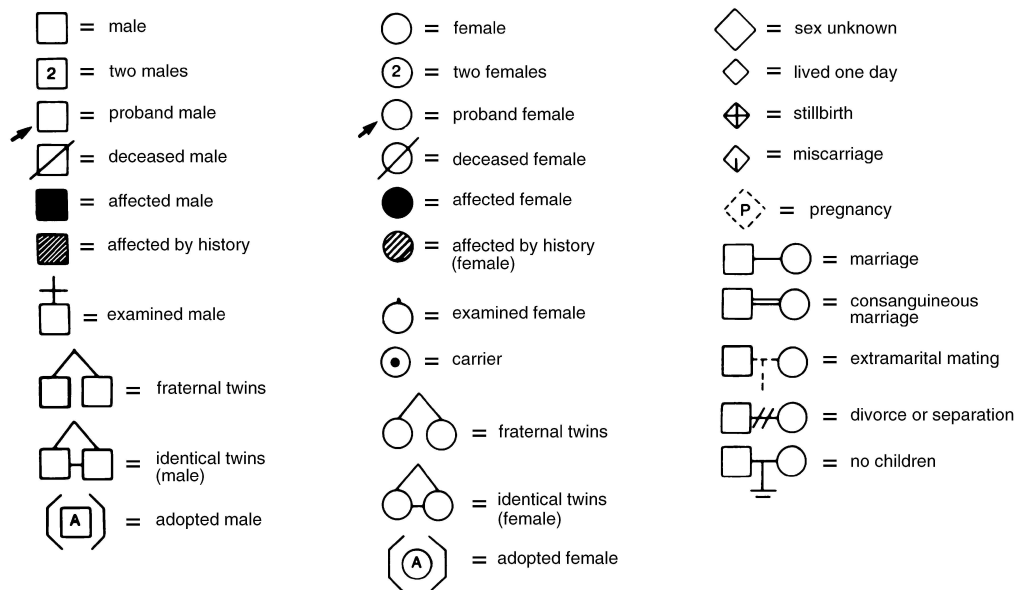 = male
2 = two males
= proband male
= deceased male
= affected male
= affected by history
= examined male
= fraternal twins
= identical twins
(male)
A = adopted male
= female
2 = two females
= proband female
= deceased female
= affected female
= affected by history
(female)
= examined female
= carrier
= fraternal twins
= identical twins
(female)
A = adopted female
= sex unknown
= lived one day
= stillbirth
= miscarriage
P = pregnancy
= marriage
= consanguineous
marriage
= extramarital mating
= divorce or separation
= no children